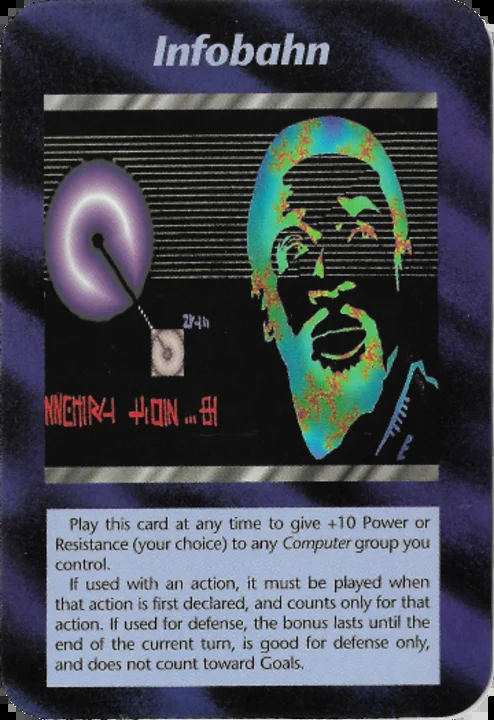 Infobahn
Play this card at any time to give +10 Power or
Resistance (your choice) to any Computer group you
control.
If used with an action, it must be played when
that action is first declared, and counts only for that
action. If used for defense, the bonus lasts until the
end of the current turn, is good for defense only,
and does not count toward Goals.